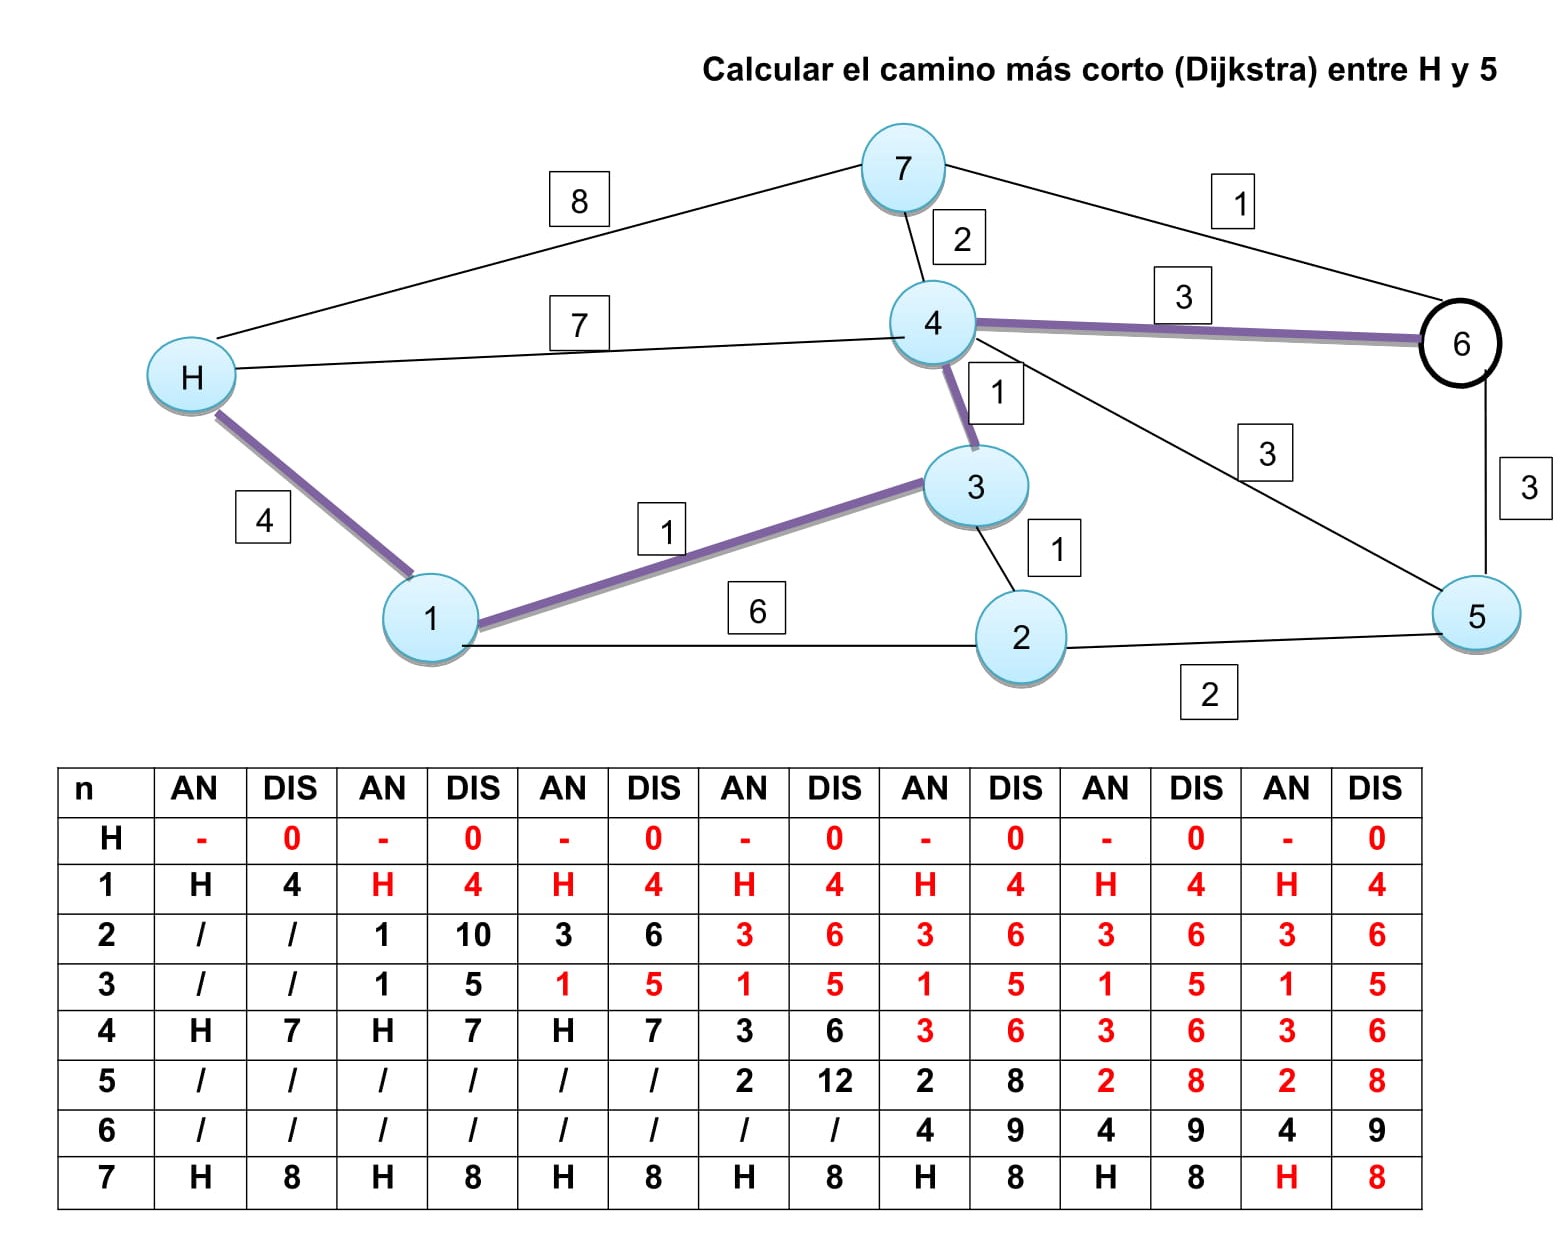 Calcular el camino más corto (Dijkstra) entre H y 5
7
8
1
2
4
3
7
6
H
1
3
3
3
4
1
1
5
1
6
2
2
n AN DIS AN DIS AN DIS AN DIS AN DIS AN DIS AN DIS
H - 0 - 0 - 0 - 0 - 0 - 0 - 0
1 H 4 H 4 H 4 H 4 H 4 H 4 H 4
2 / / 1 10 3 6 3 6 3 6 3 6 3 6
3 / / 1 5 1 5 1 5 1 5 1 5 1 5
4 H 7 H 7 H 7 3 6 3 6 3 6 3 6
5 / / / / / / 2 12 2 8 2 8 2 8
6 / / / / / / / / 4 9 4 9 4 9
7 H 8 H 8 H 8 H 8 H 8 H 8 H 8